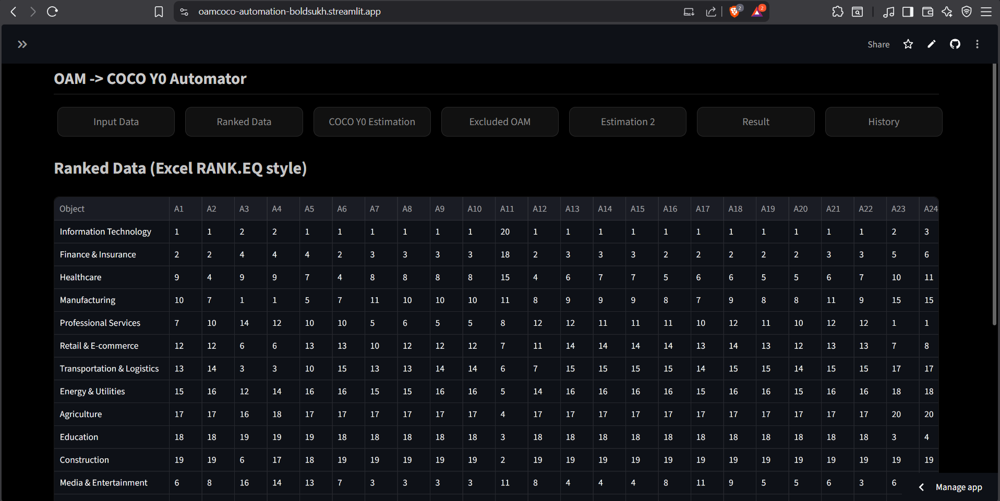 oamcoco-automation-boldsukh.streamlit.app
2
2
Share
OAM -> COCO Y0 Automator
Input Data Ranked Data COCO Y0 Estimation Excluded OAM Estimation 2 Result History
Ranked Data (Excel RANK.EQ style)
Object A1 A2 A3 A4 A5 A6 A7 A8 A9 A10 A11 A12 A13 A14 A15 A16 A17 A18 A19 A20 A21 A22 A23 A24
Information Technology 1 1 2 2 1 1 1 1 1 1 20 1 1 1 1 1 1 1 1 1 1 1 2 3
Finance & Insurance 2 2 4 4 4 2 3 3 3 3 18 2 3 3 3 2 2 2 2 2 3 3 5 6
Healthcare 9 4 9 9 7 4 8 8 8 8 15 4 6 7 7 5 6 6 5 5 6 7 10 11
Manufacturing 10 7 1 1 5 7 11 10 10 10 11 8 9 9 9 8 7 9 8 8 11 9 15 15
Professional Services 7 10 14 12 10 10 5 6 5 5 8 12 12 11 11 11 10 12 11 10 12 12 1 1
Retail & E-commerce 12 12 6 6 13 13 10 12 12 12 7 11 14 14 14 14 13 14 13 12 13 13 7 8
Transportation & Logistics 13 14 3 3 10 15 13 13 14 14 6 7 15 15 15 15 14 15 15 14 15 15 17 17
Energy & Utilities 15 16 12 14 16 16 15 15 16 16 5 14 16 16 16 16 15 16 16 15 16 16 18 18
Agriculture 17 17 16 18 17 17 17 17 17 17 4 17 17 17 17 17 17 17 17 17 17 17 20 20
Education 18 18 19 19 19 18 18 18 18 18 3 18 18 18 18 18 18 18 18 18 18 18 3 4
Construction 19 19 6 17 18 19 19 19 19 19 2 19 19 19 19 19 19 19 19 19 19 19 19 19
Media & Entertainment 6 8 16 14 13 7 3 3 3 3 11 8 4 4 4 8 11 9 5 5 6 3 6
Manage app